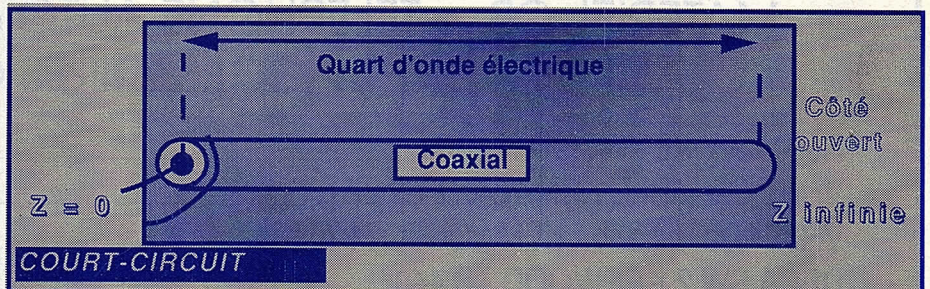 Quart d'onde électrique
Côté
ouvert
Coaxial
Z = 0
Z infinie
COURT-CIRCUIT